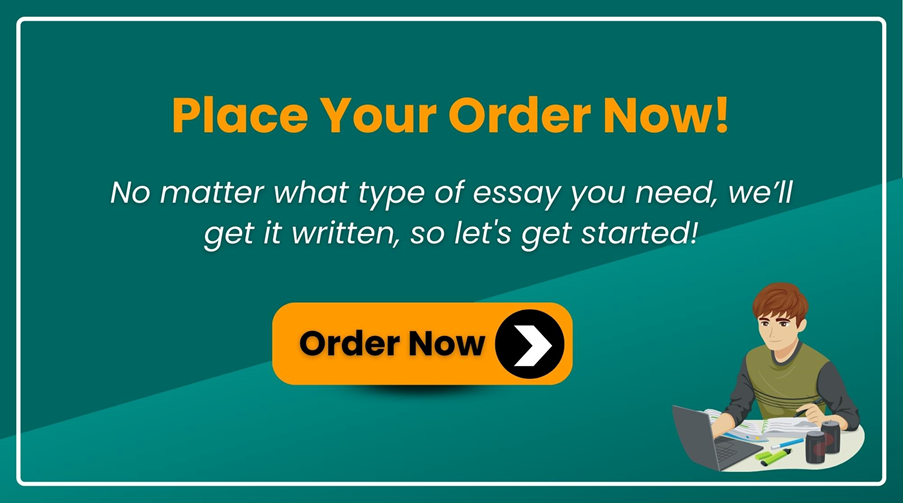 Place Your Order Now!
No matter what type of essay you need, we’ll
get it written, so let's get started!
Order Now